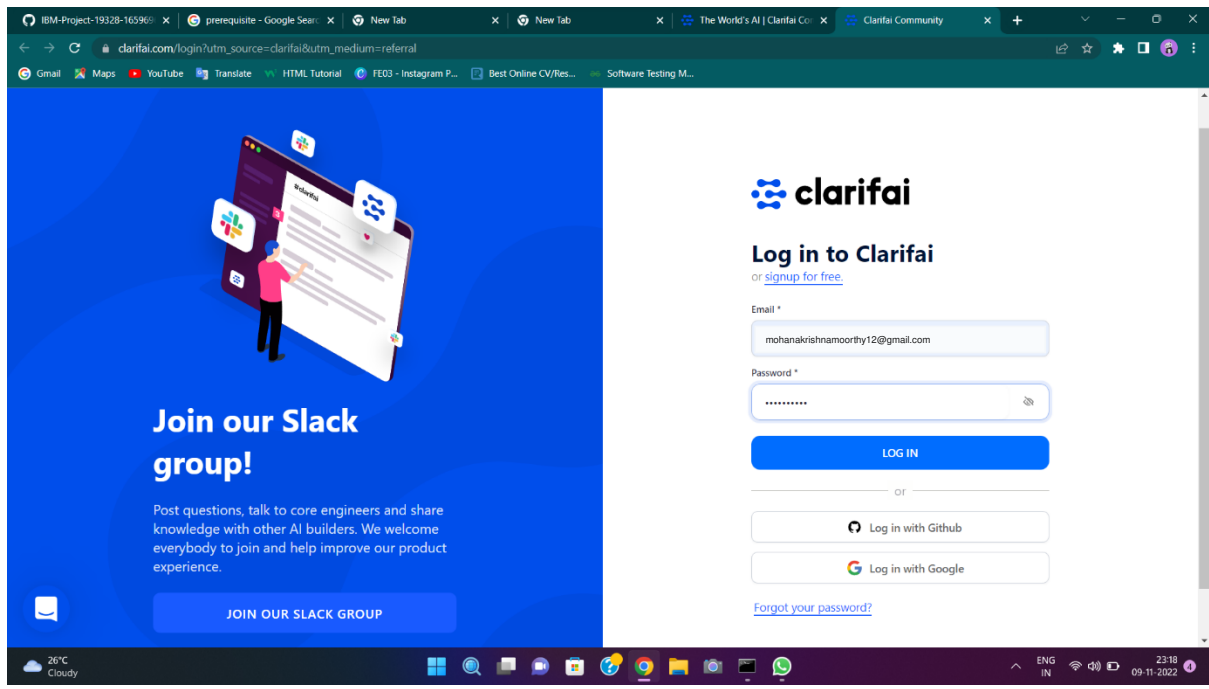 IBM-Project-19328-165969
prerequisite - Google Searc
New Tab
New Tab
The World's AI | Clarifai Co
Clarifai Community
clarifai.com/login?utm_source=clarifai&utm_medium=referral
Gmail
Maps
YouTube
Translate
HTML Tutorial
FE03 - Instagram P...
Best Online CV/Res...
Software Testing M...
#clarifai
3
Join our Slack
group!
Post questions, talk to core engineers and share
knowledge with other AI builders. We welcome
everybody to join and help improve our product
experience.
JOIN OUR SLACK GROUP
clarifai
Log in to Clarifai
or signup for free.
Email *
mohanakrishnamoorthy12@gmail.com
Password *
••••••••••
LOG IN
or
Log in with Github
Log in with Google
Forgot your password?
26°C
Cloudy
ENG
IN
23:18
09-11-2022
4